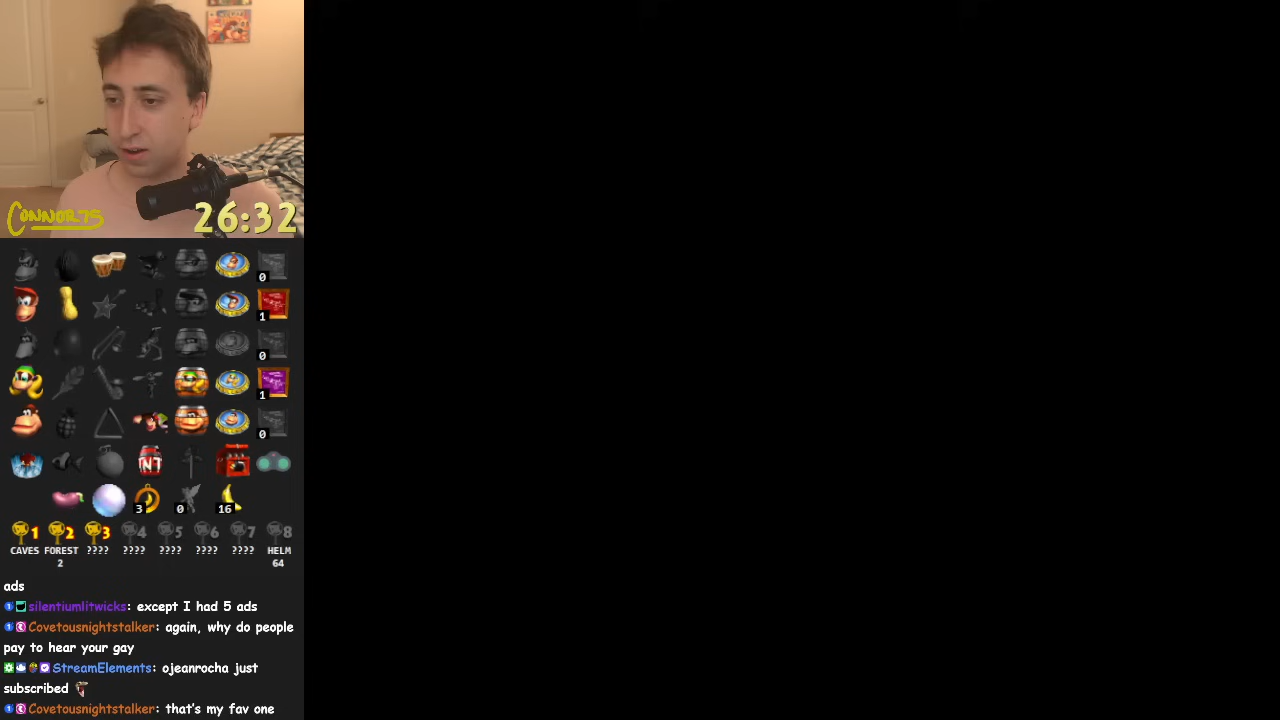 CONNOR75
26:32
0
1
0
1
0
NT
3 0 16
1 2 3 4 5 6 7 8
CAVES FOREST ???? ???? ???? ???? ???? HELM
2 64
ads
silentiumlitwicks: except I had 5 ads
Covetousnightstalker: again, why do people
pay to hear your gay
StreamElements: ojeanrocha just
subscribed
Covetousnightstalker: that's my fav one